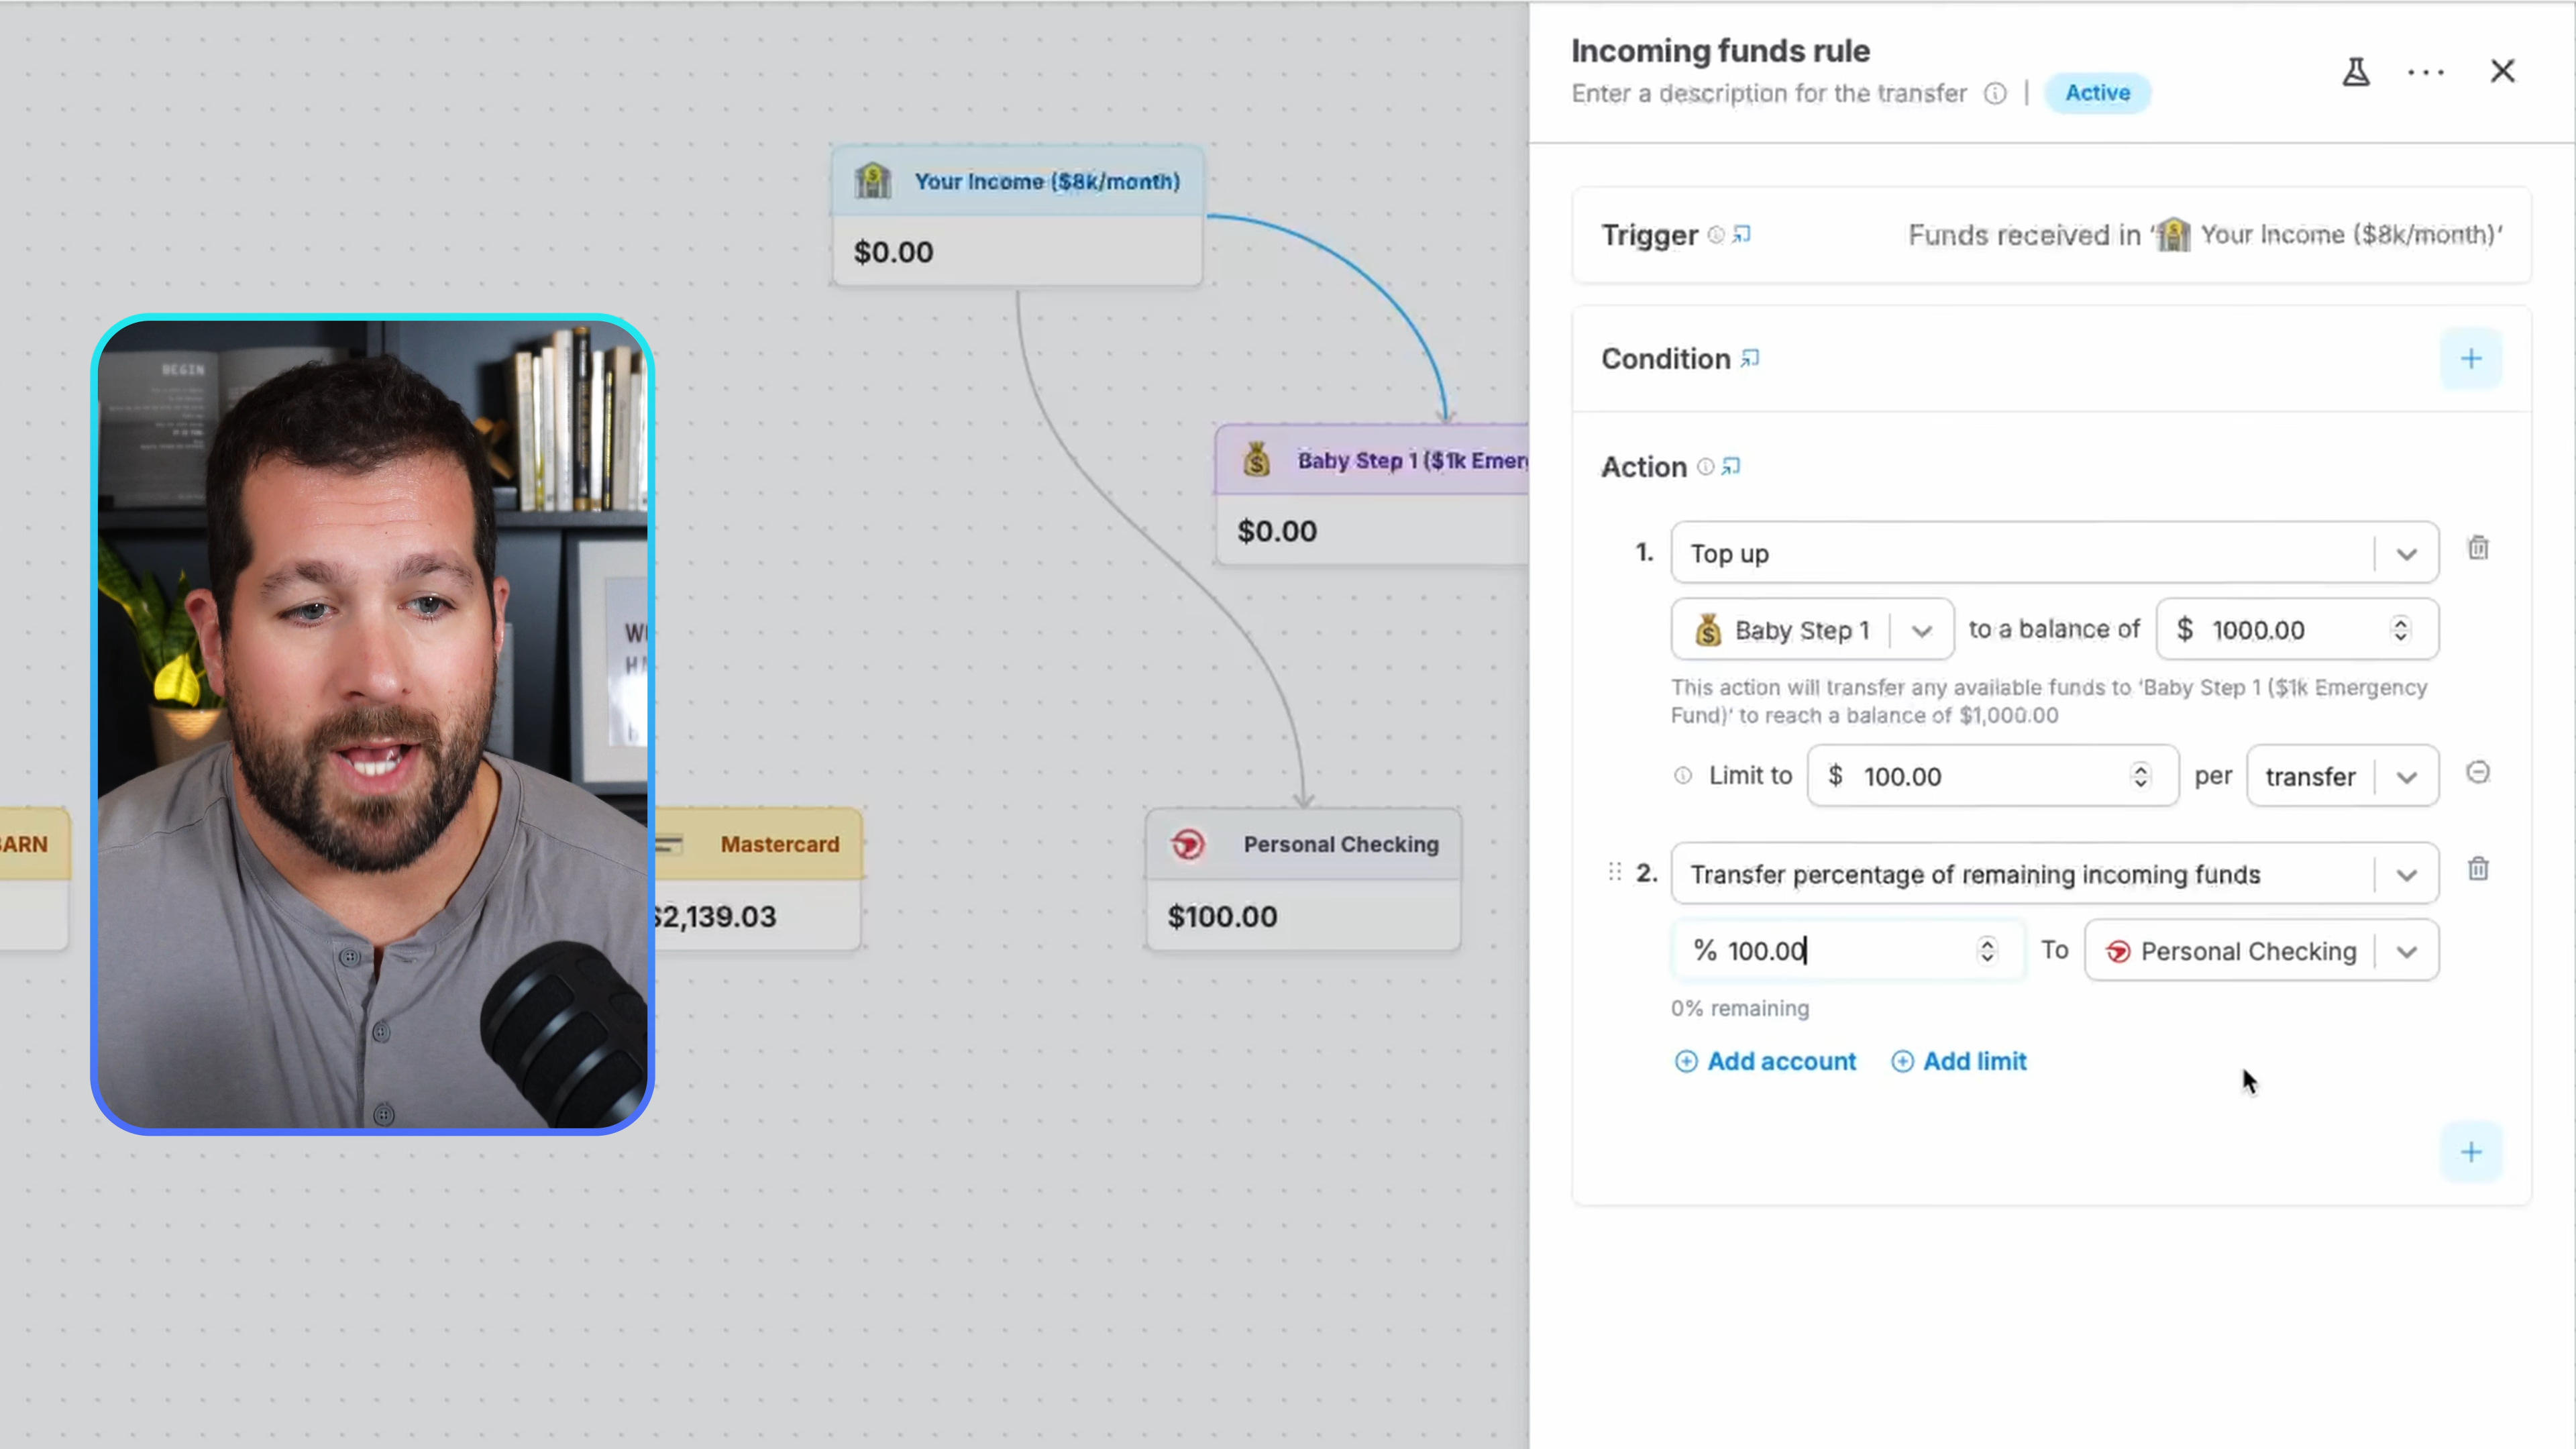 Incoming funds rule
Enter a description for the transfer | Active
Trigger
Funds received in ' Your Income ($8k/month)'
Condition
Action
1. Top up
Baby Step 1 to a balance of $ 1000.00
This action will transfer any available funds to 'Baby Step 1 ($1k Emergency
Fund)' to reach a balance of $1,000.00
Limit to $ 100.00 per transfer
2. Transfer percentage of remaining incoming funds
% 100.00 To Personal Checking
0% remaining
Add account Add limit
Your Income ($8k/month)
$0.00
Baby Step 1 ($1k Emer
$0.00
ARN
Mastercard
$2,139.03
Personal Checking
$100.00
BEGIN